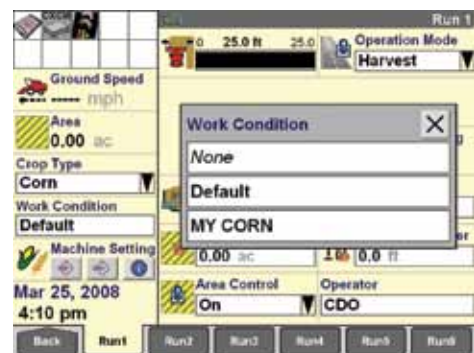 Run 1
0 25.0 ft 25.0
Operation Mode
Harvest
Ground Speed
mph
Area
0.00 ac
Crop Type
Corn
Work Condition
Default
Machine Setting
Mar 25, 2008
4:10 pm
Work Condition
None
Default
MY CORN
0.00 ac
0.0 ft
Area Control
On
Operator
CDO
Back
Run1
Run2
Run3
Run4
Run5
Run6